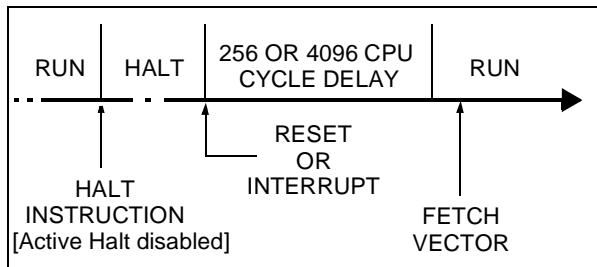 RUN
HALT
256 OR 4096 CPU
CYCLE DELAY
RUN
RESET
OR
INTERRUPT
HALT
INSTRUCTION
[Active Halt disabled]
FETCH
VECTOR